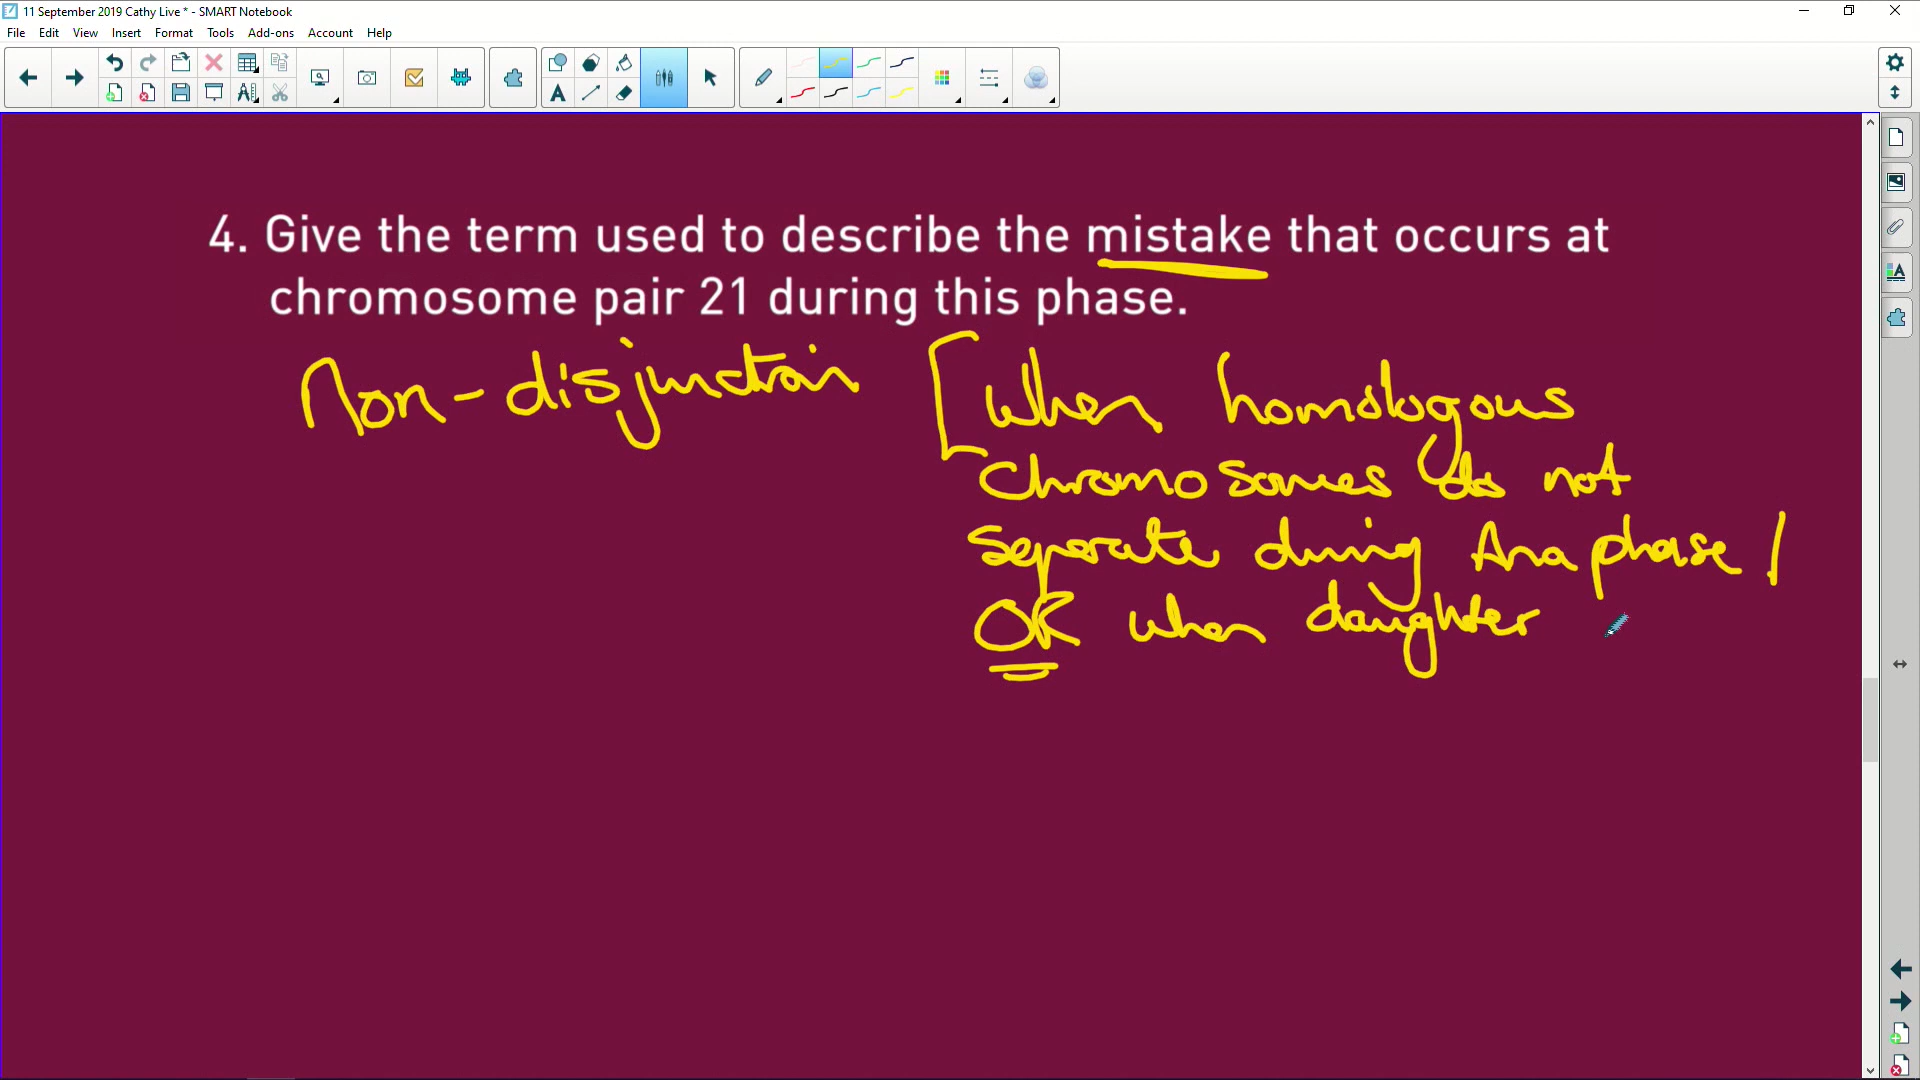 11 September 2019 Cathy Live * - SMART Notebook
File Edit View Insert Format Tools Add-ons Account Help
4. Give the term used to describe the mistake that occurs at
chromosome pair 21 during this phase.
Non-disjunction [When homologous
chromosomes do not
separate during Anaphase 1
OR when daughter